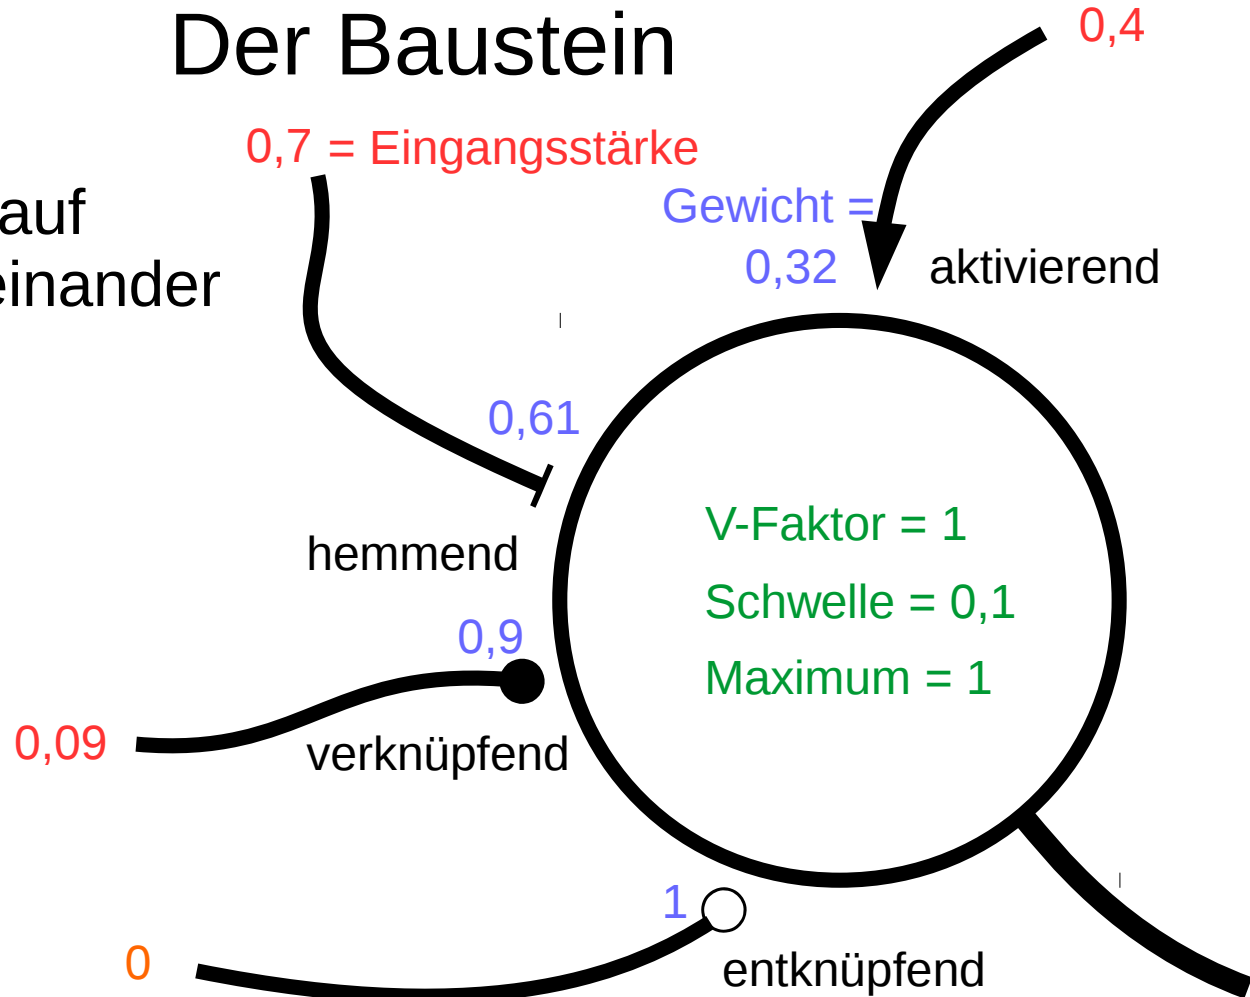 Der Baustein
0,4
0,7 = Eingangsstärke
auf
einander
Gewicht =
0,32
aktivierend
0,61
V-Faktor = 1
hemmend
Schwelle = 0,1
0,9
Maximum = 1
0,09
verknüpfend
1
0
entknüpfend